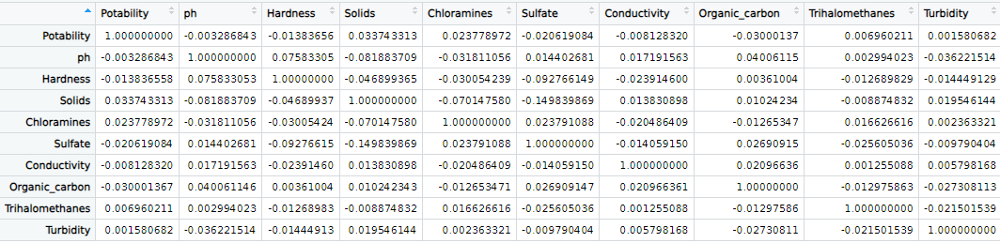 Potability ph Hardness Solids Chloramines Sulfate Conductivity Organic_carbon Trihalomethanes Turbidity
Potability 1.000000000 -0.003286843 -0.01383656 0.033743313 0.023778972 -0.020619084 -0.008128320 -0.03000137 0.006960211 0.001580682
ph -0.003286843 1.000000000 0.07583305 -0.081883709 -0.031811056 0.014402681 0.017191563 0.04006115 0.002994023 -0.036221514
Hardness -0.013836558 0.075833053 1.00000000 -0.046899365 -0.030054239 -0.092766149 -0.023914600 0.00361004 -0.012689829 -0.014449129
Solids 0.033743313 -0.081883709 -0.04689937 1.000000000 -0.070147580 -0.149839869 0.013830898 0.01024234 -0.008874832 0.019546144
Chloramines 0.023778972 -0.031811056 -0.03005424 -0.070147580 1.000000000 0.023791088 -0.020486409 -0.01265347 0.016626616 0.002363321
Sulfate -0.020619084 0.014402681 -0.09276615 -0.149839869 0.023791088 1.000000000 -0.014059150 0.02690915 -0.025605036 -0.009790404
Conductivity -0.008128320 0.017191563 -0.02391460 0.013830898 -0.020486409 -0.014059150 1.000000000 0.02096636 0.001255088 0.005798168
Organic_carbon -0.030001367 0.040061146 0.00361004 0.010242343 -0.012653471 0.026909147 0.020966361 1.00000000 -0.012975863 -0.027308113
Trihalomethanes 0.006960211 0.002994023 -0.01268983 -0.008874832 0.016626616 -0.025605036 0.001255088 -0.01297586 1.000000000 -0.021501539
Turbidity 0.001580682 -0.036221514 -0.01444913 0.019546144 0.002363321 -0.009790404 0.005798168 -0.02730811 -0.021501539 1.000000000